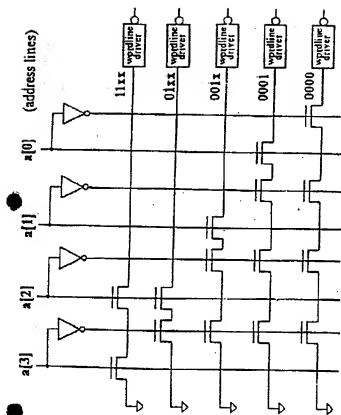 (address lines)
a[0]
a[1]
a[2]
a[3]
wordline
driver
11xx
wordline
driver
01xx
wordline
driver
001x
wordline
driver
0001
wordline
driver
0000